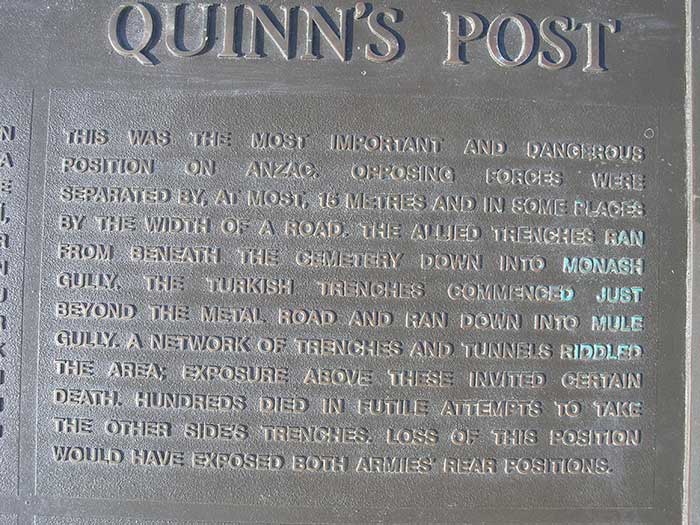 QUINN'S POST
THIS WAS THE MOST IMPORTANT AND DANGEROUS
POSITION ON ANZAC. OPPOSING FORCES WERE
SEPARATED BY, AT MOST, 15 METRES AND IN SOME PLACES
BY THE WIDTH OF A ROAD. THE ALLIED TRENCHES RAN
FROM BENEATH THE CEMETERY DOWN INTO MONASH
GULLY. THE TURKISH TRENCHES COMMENCED JUST
BEYOND THE METAL ROAD AND RAN DOWN INTO MULE
GULLY. A NETWORK OF TRENCHES AND TUNNELS RIDDLED
THE AREA; EXPOSURE ABOVE THESE INVITED CERTAIN
DEATH. HUNDREDS DIED IN FUTILE ATTEMPTS TO TAKE
THE OTHER SIDE'S TRENCHES. LOSS OF THIS POSITION
WOULD HAVE EXPOSED BOTH ARMIES' REAR POSITIONS.